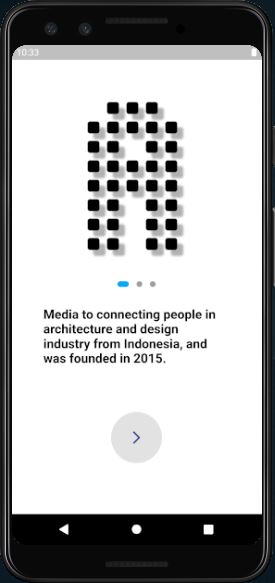 10:33
A
Media to connecting people in
architecture and design
industry from Indonesia, and
was founded in 2015.